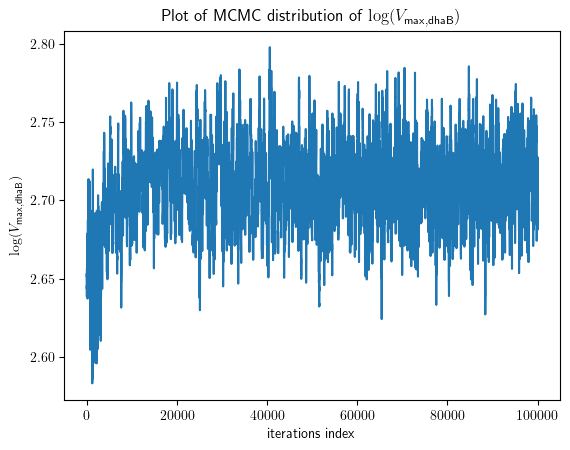 Plot of MCMC distribution of log(V_max,dhaB)
log(V_max,dhaB)
2.80
2.75
2.70
2.65
2.60
0 20000 40000 60000 80000 100000
iterations index